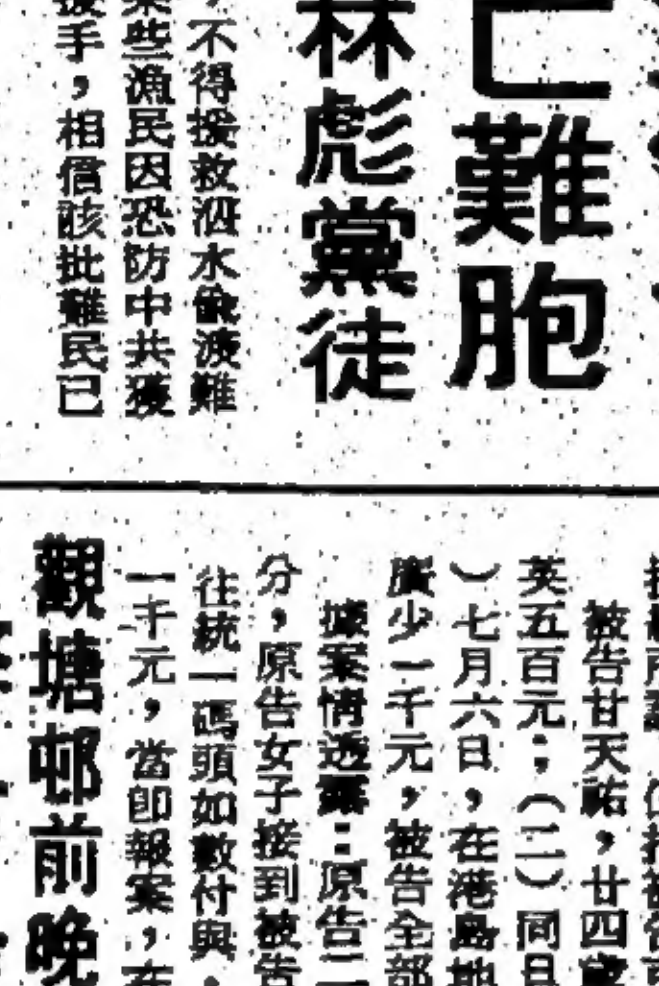 已難胞
林彪黨徒
，不得援救泅水偷渡難
某些漁民因恐防中共獲
援手，相信該批難民已
被告甘天祐，廿四歲
英五百元；（二）同日
）七月六日，在港島地
廣少一千元，被告全部
據案情透露：原告二
分，原告女子接到被告
往統一碼頭如數付與，
一千元，當卽報案，在
觀塘邨前晚